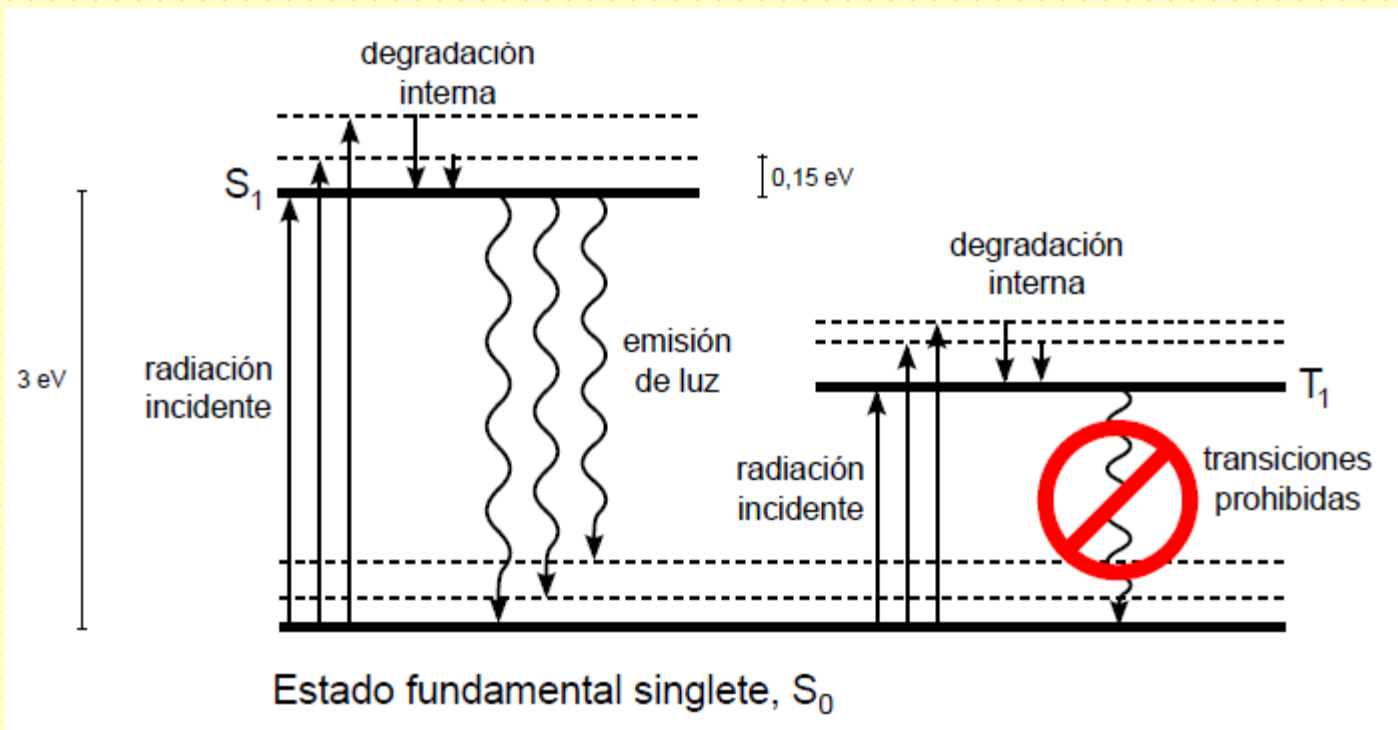 degradación
interna
S₁
0,15 eV
degradación
interna
3 eV
radiación
incidente
emisión
de luz
T₁
radiación
incidente
transiciones
prohibidas
Estado fundamental singlete, S₀